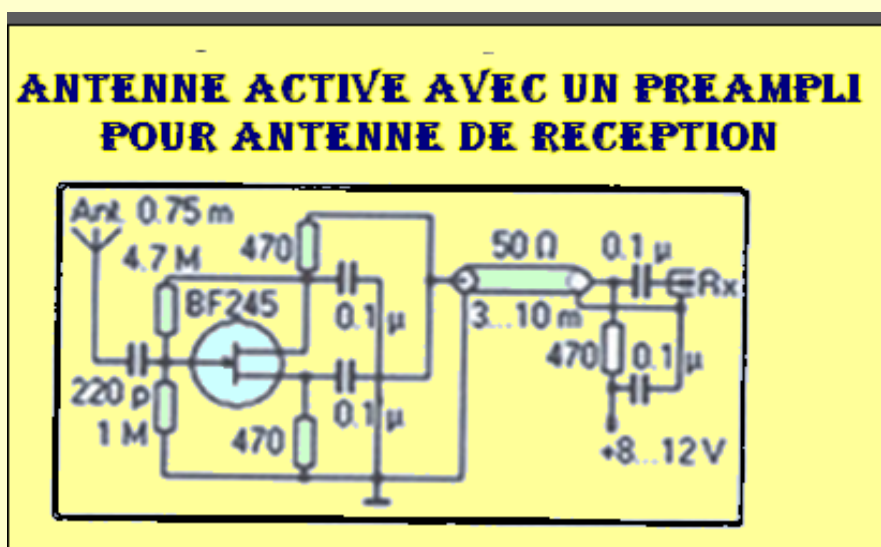 ANTENNE ACTIVE AVEC UN PREAMPLI
POUR ANTENNE DE RECEPTION
Ant. 0.75 m
4.7 M
470
50 Ω
0.1 µ
BF245
0.1 µ
3...10 m
Rx
220 p
1 M
470
0.1 µ
470
0.1 µ
+8...12 V